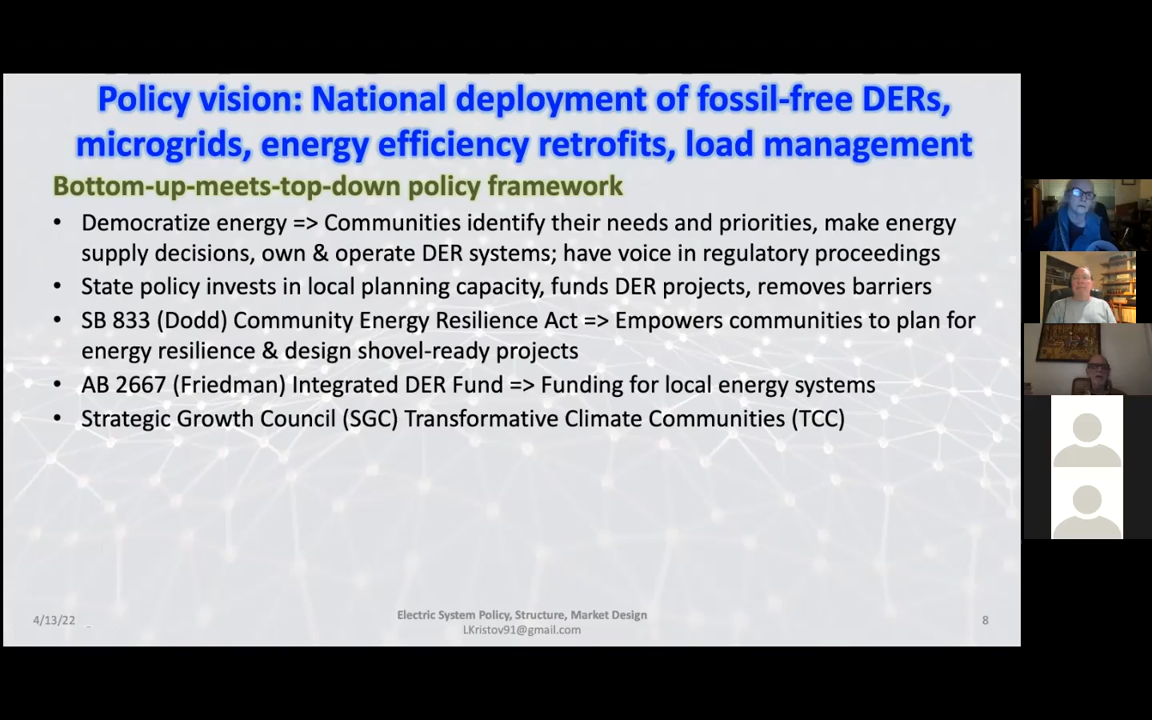 Policy vision: National deployment of fossil-free DERs,
microgrids, energy efficiency retrofits, load management
Bottom-up-meets-top-down policy framework
• Democratize energy => Communities identify their needs and priorities, make energy
supply decisions, own & operate DER systems; have voice in regulatory proceedings
• State policy invests in local planning capacity, funds DER projects, removes barriers
• SB 833 (Dodd) Community Energy Resilience Act => Empowers communities to plan for
energy resilience & design shovel-ready projects
• AB 2667 (Friedman) Integrated DER Fund => Funding for local energy systems
• Strategic Growth Council (SGC) Transformative Climate Communities (TCC)
4/13/22
Electric System Policy, Structure, Market Design
LKristov91@gmail.com
8